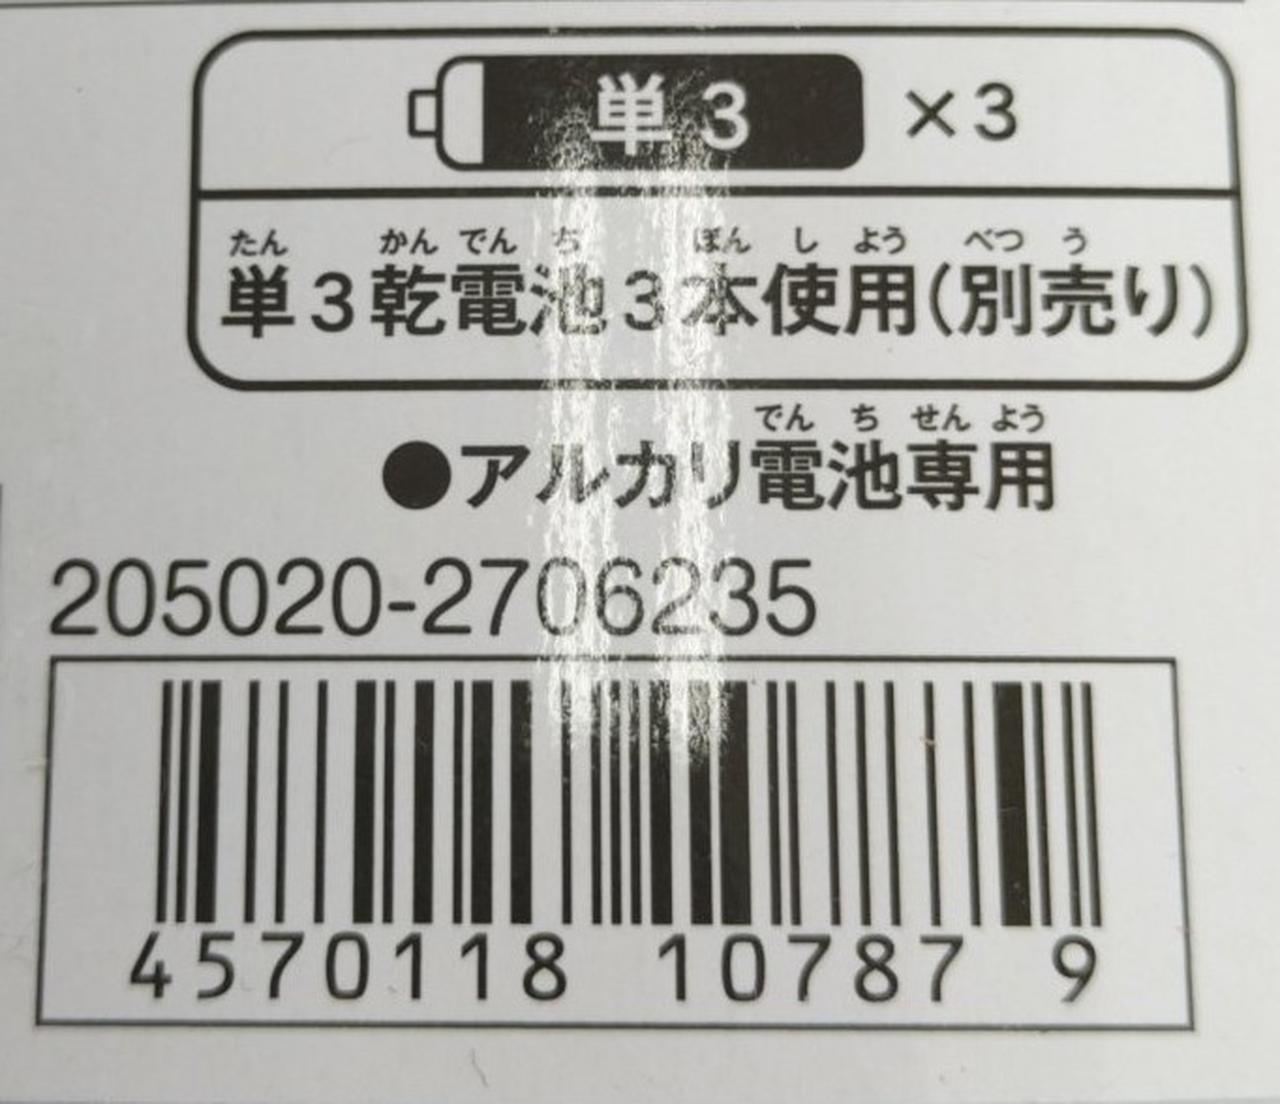 単3 ×3
たん かん でん ち ぼん し よう べつ う
単3乾電池3本使用(別売り)
でん ち せん よう
●アルカリ電池専用
205020-2706235
4570118 10787 9